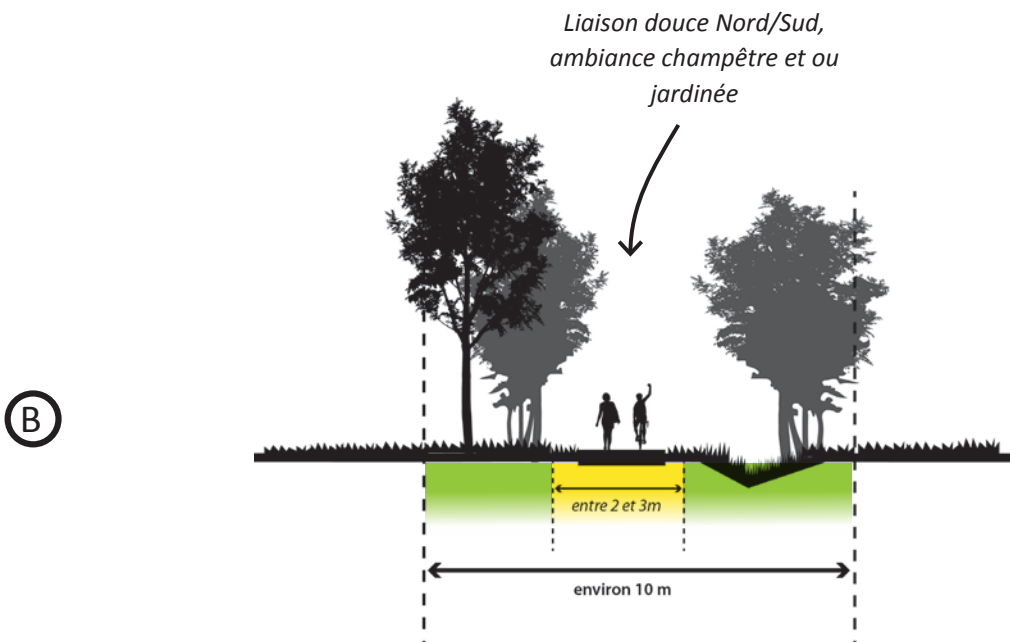 Liaison douce Nord/Sud,
ambiance champêtre et ou
jardinée
B
entre 2 et 3m
environ 10 m